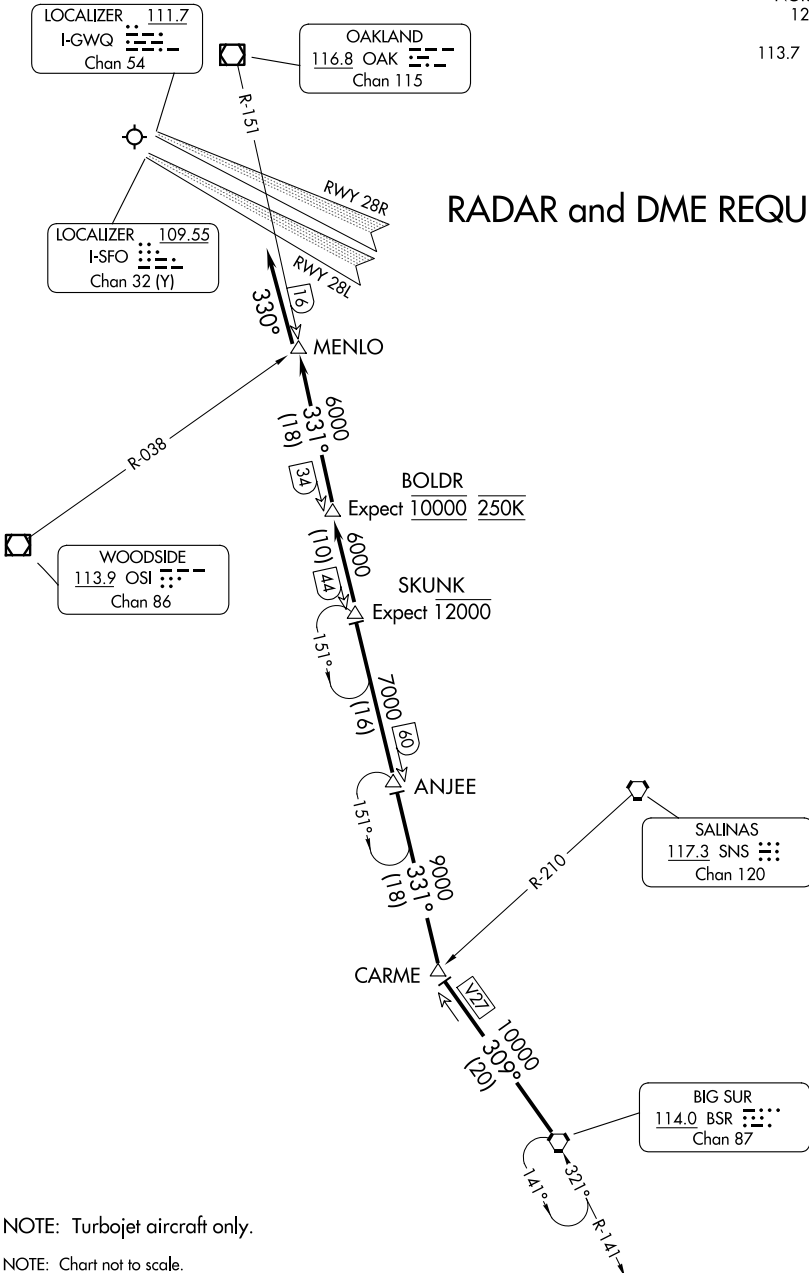 LOCALIZER 111.7
I-GWQ
Chan 54
OAKLAND
116.8 OAK
Chan 115
12
113.7
R-151
RWY 28R
RADAR and DME REQU
LOCALIZER 109.55
I-SFO
Chan 32 (Y)
RWY 28L
330°
16
MENLO
R-038
6000
331°
(18)
34
BOLDR
Expect 10000 250K
6000
(10)
WOODSIDE
113.9 OSI
Chan 86
44
SKUNK
Expect 12000
151°
7000
(16)
60
ANJEE
151°
9000
331°
(18)
SALINAS
117.3 SNS
Chan 120
R-210
CARME
V27
10000
309°
(20)
BIG SUR
114.0 BSR
Chan 87
141°
321°
R-141
NOTE: Turbojet aircraft only.
NOTE: Chart not to scale.